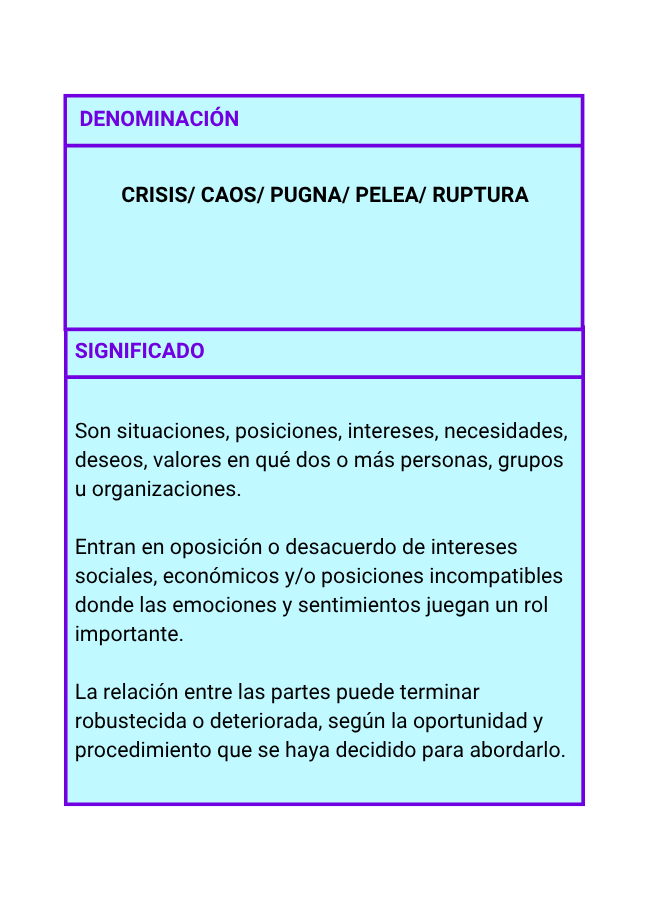 DENOMINACIÓN
CRISIS/ CAOS/ PUGNA/ PELEA/ RUPTURA
SIGNIFICADO
Son situaciones, posiciones, intereses, necesidades,
deseos, valores en qué dos o más personas, grupos
u organizaciones.
Entran en oposición o desacuerdo de intereses
sociales, económicos y/o posiciones incompatibles
donde las emociones y sentimientos juegan un rol
importante.
La relación entre las partes puede terminar
robustecida o deteriorada, según la oportunidad y
procedimiento que se haya decidido para abordarlo.